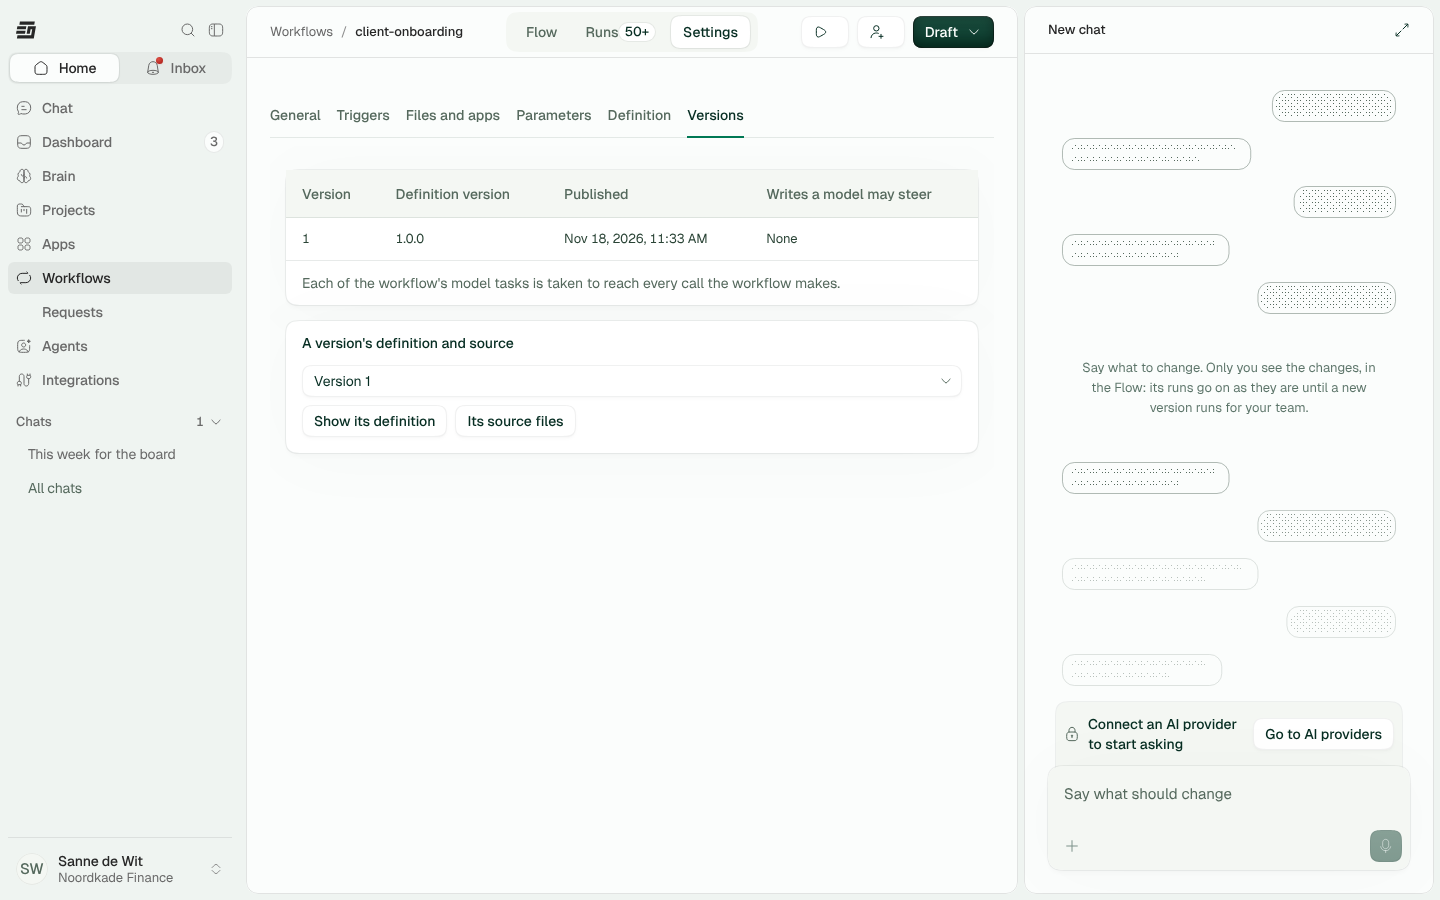 Home
Inbox
Chat
Dashboard 3
Brain
Projects
Apps
Workflows
Requests
Agents
Integrations
Chats 1
This week for the board
All chats
SW
Sanne de Wit
Noordkade Finance
Workflows / client-onboarding
Flow
Runs 50+
Settings
Draft
General
Triggers
Files and apps
Parameters
Definition
Versions
Version Definition version Published Writes a model may steer
1 1.0.0 Nov 18, 2026, 11:33 AM None
Each of the workflow's model tasks is taken to reach every call the workflow makes.
A version's definition and source
Version 1
Show its definition
Its source files
New chat
Say what to change. Only you see the changes, in
the Flow: its runs go on as they are until a new
version runs for your team.
Connect an AI provider
to start asking
Go to AI providers
Say what should change